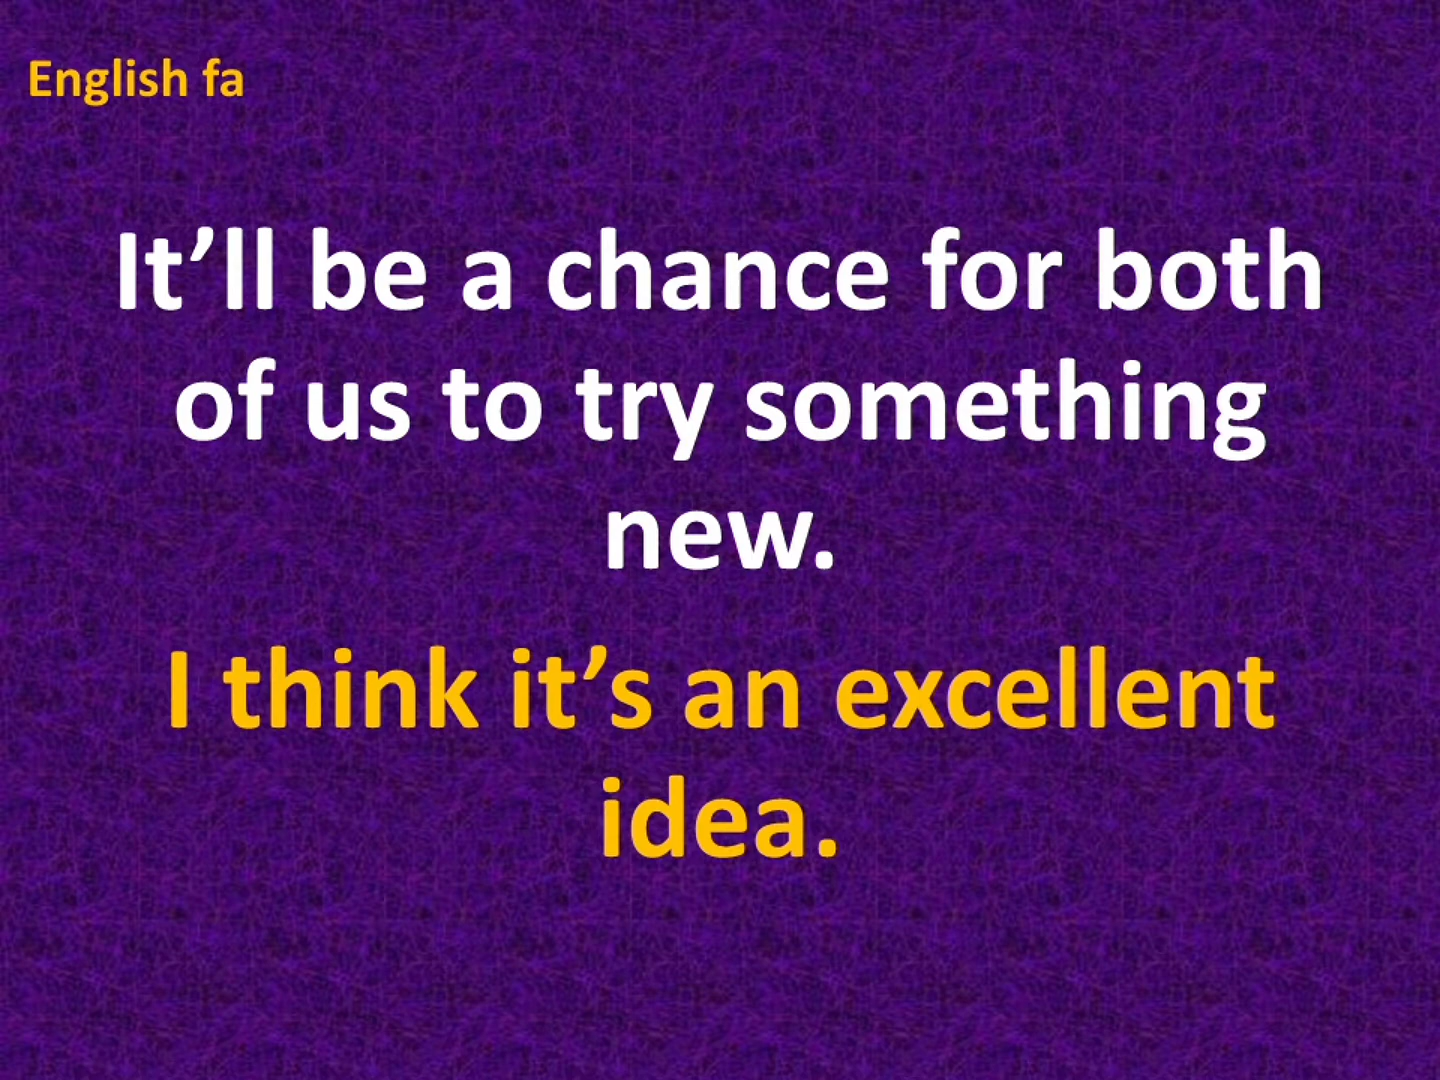 English fa
It’ll be a chance for both
of us to try something
new.
I think it’s an excellent
idea.